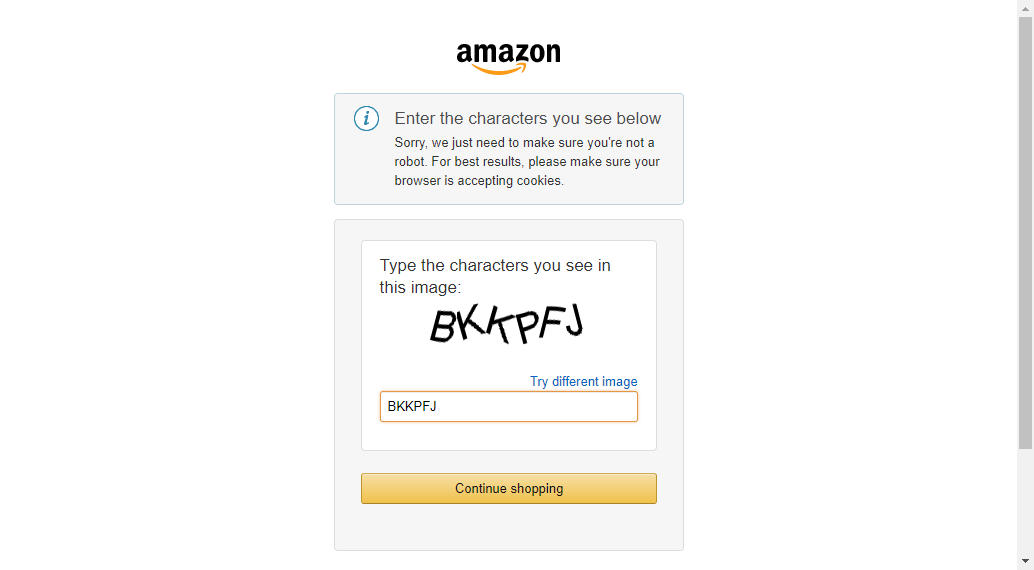 amazon
Enter the characters you see below
Sorry, we just need to make sure you're not a
robot. For best results, please make sure your
browser is accepting cookies.
Type the characters you see in
this image:
BKKPFJ
Try different image
BKKPFJ
Continue shopping